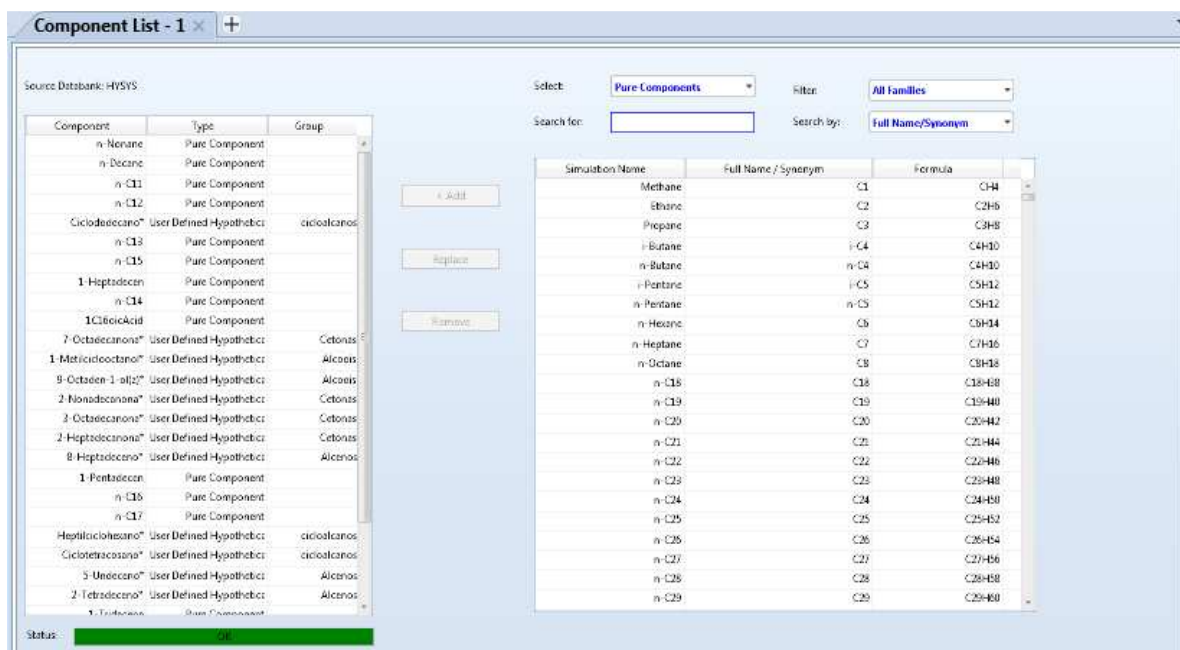 Component List - 1 × +
Source Databank: HYSYS
Select: Pure Components Filter: All Families
Search for: Search by: Full Name/Synonym
Component Type Group
n-Nonane Pure Component
n-Decane Pure Component
n-C11 Pure Component
n-C12 Pure Component
Ciclododecano* User Defined Hypothetica cicloalcanos
n-C13 Pure Component
n-C15 Pure Component
1-Heptadecen Pure Component
n-C14 Pure Component
1C16oicAcid Pure Component
7-Octadecanona* User Defined Hypothetica Cetonas
1-Metilciclooctanol* User Defined Hypothetica Alcoois
9-Octaden-1-ol(z)* User Defined Hypothetica Alcoois
2-Nonadecanona* User Defined Hypothetica Cetonas
3-Octadecanona* User Defined Hypothetica Cetonas
2-Heptadecanona* User Defined Hypothetica Cetonas
8-Heptadeceno* User Defined Hypothetica Alcenos
1-Pentadecen Pure Component
n-C16 Pure Component
n-C17 Pure Component
Heptilciclohexano* User Defined Hypothetica cicloalcanos
Ciclotetracosano* User Defined Hypothetica cicloalcanos
5-Undeceno* User Defined Hypothetica Alcenos
2-Tetradeceno* User Defined Hypothetica Alcenos
1-Tridecene Pure Component
Status: OK
< Add
Replace
Remove
Simulation Name Full Name / Synonym Formula
Methane C1 CH4
Ethane C2 C2H6
Propane C3 C3H8
i-Butane i-C4 C4H10
n-Butane n-C4 C4H10
i-Pentane i-C5 C5H12
n-Pentane n-C5 C5H12
n-Hexane C6 C6H14
n-Heptane C7 C7H16
n-Octane C8 C8H18
n-C18 C18 C18H38
n-C19 C19 C19H40
n-C20 C20 C20H42
n-C21 C21 C21H44
n-C22 C22 C22H46
n-C23 C23 C23H48
n-C24 C24 C24H50
n-C25 C25 C25H52
n-C26 C26 C26H54
n-C27 C27 C27H56
n-C28 C28 C28H58
n-C29 C29 C29H60